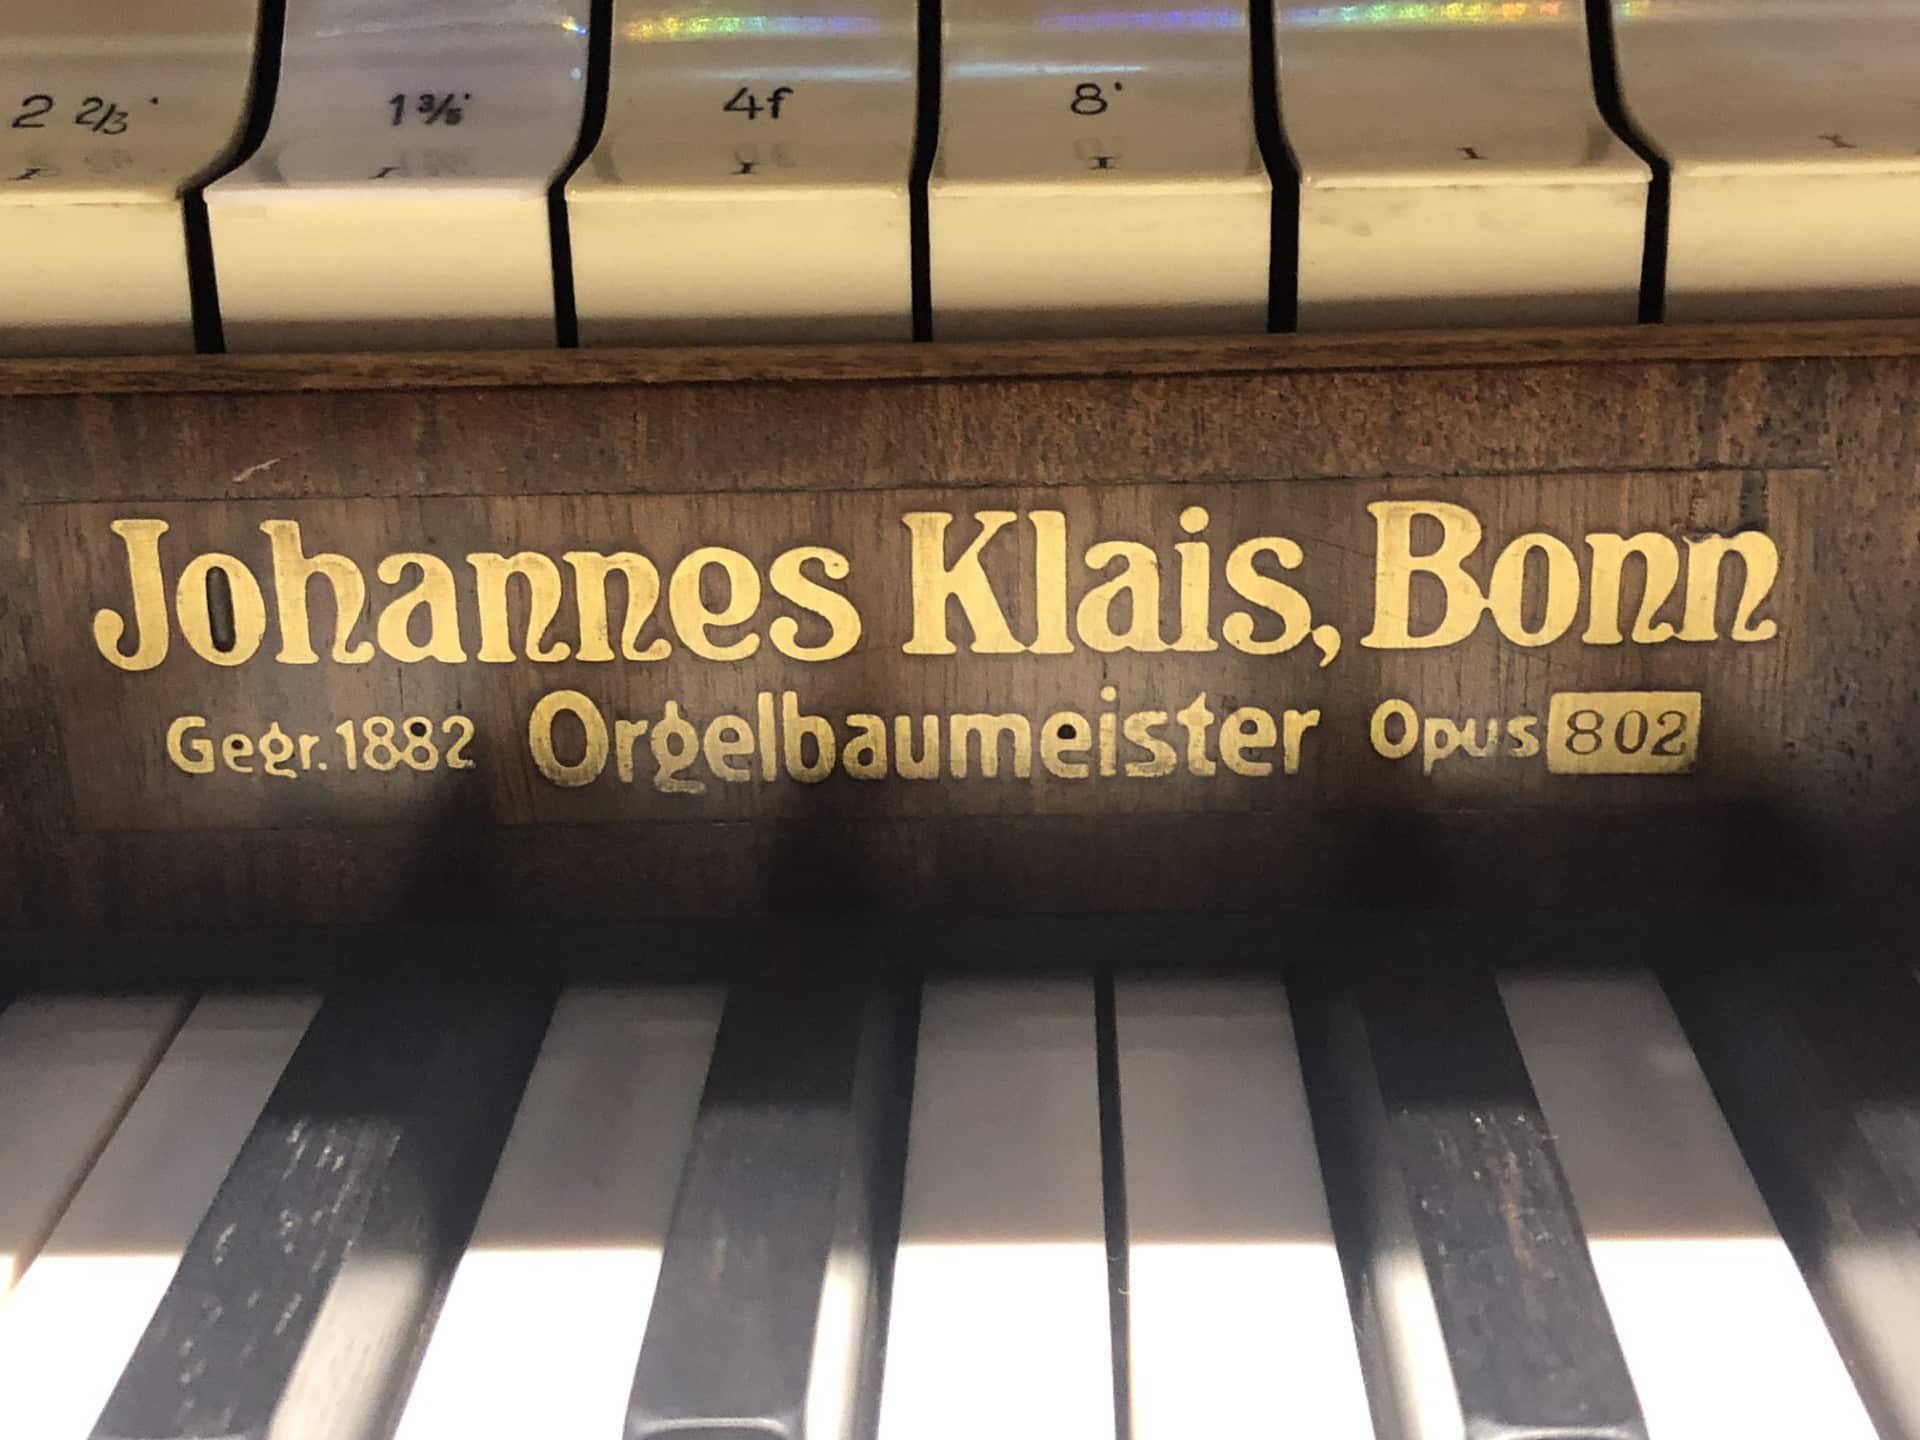 2 2/3' 1 3/5' 4f 8'
I I I I I I
Johannes Klais, Bonn
Gegr. 1882 Orgelbaumeister Opus 802